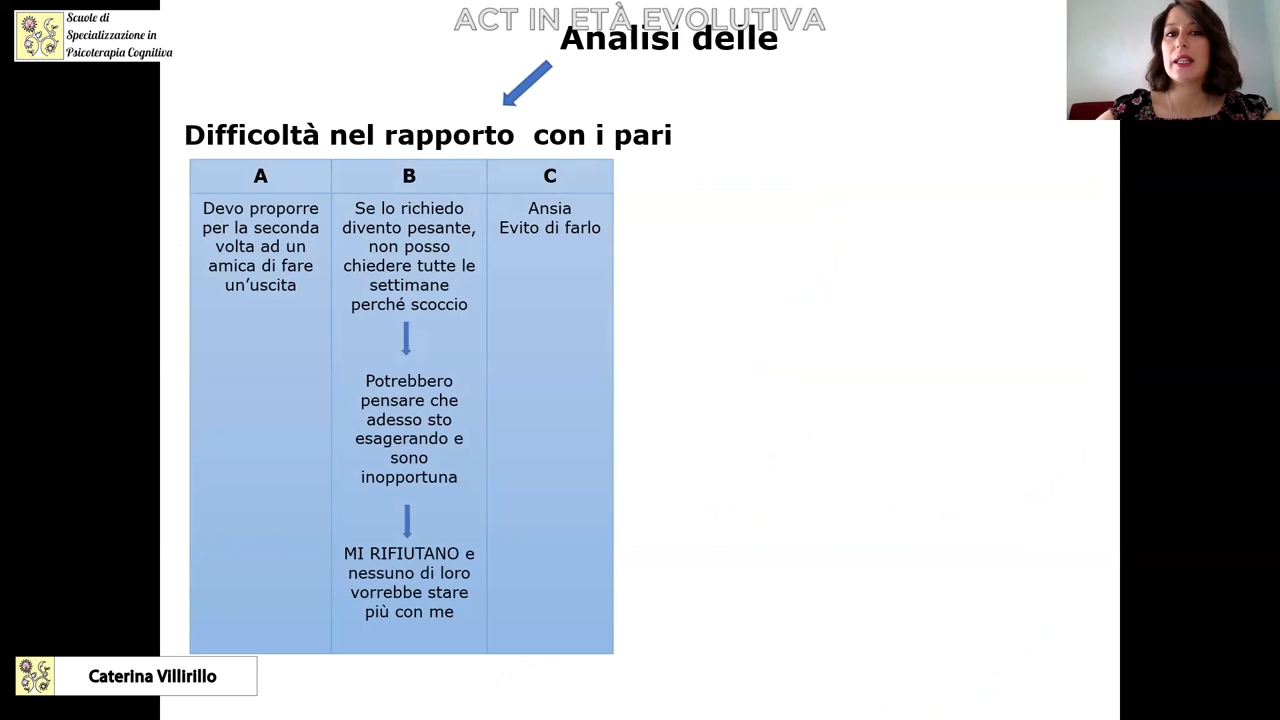 Scuole di
Specializzazione in
Psicoterapia Cognitiva
ACT IN ETÀ EVOLUTIVA
Analisi delle
Difficoltà nel rapporto con i pari
A
B
C
Devo proporre
per la seconda
volta ad un
amica di fare
un’uscita
Se lo richiedo
divento pesante,
non posso
chiedere tutte le
settimane
perché scoccio
Potrebbero
pensare che
adesso sto
esagerando e
sono
inopportuna
MI RIFIUTANO e
nessuno di loro
vorrebbe stare
più con me
Ansia
Evito di farlo
Caterina Villirillo